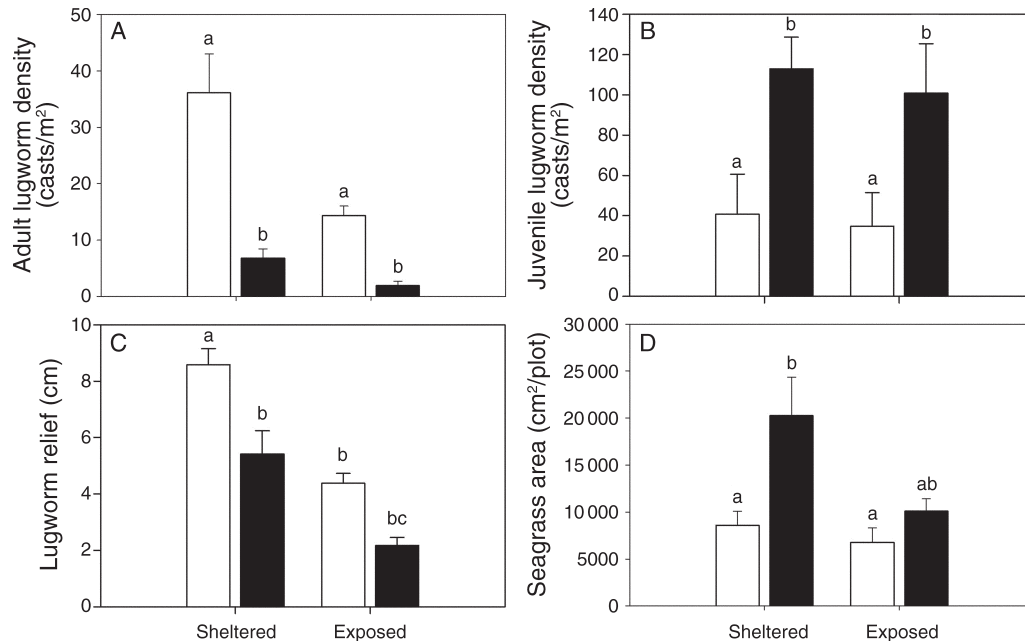 A
Adult lugworm density
(casts/m²)
50
40
30
20
10
0
a
b
a
b
B
Juvenile lugworm density
(casts/m²)
140
120
100
80
60
40
20
0
a
b
a
b
C
Lugworm relief (cm)
10
8
6
4
2
0
a
b
b
bc
Sheltered
Exposed
D
Seagrass area (cm²/plot)
30 000
25 000
20 000
15 000
10 000
5000
0
a
b
a
ab
Sheltered
Exposed